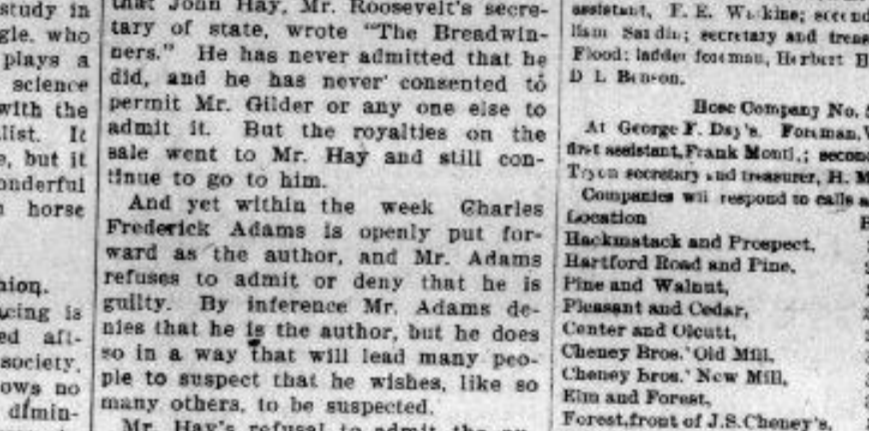 study in
gle, who
plays a
science
with the
list. It
e, but it
onderful
horse
hion.
acing is
ed aft-
society.
ows no
dimin-
that John Hay, Mr. Roosevelt's secre-
tary of state, wrote "The Breadwin-
ners." He has never admitted that he
did, and he has never consented to
permit Mr. Gilder or any one else to
admit it. But the royalties on the
sale went to Mr. Hay and still con-
tinue to go to him.
And yet within the week Charles
Frederick Adams is openly put for-
ward as the author, and Mr. Adams
refuses to admit or deny that he is
guilty. By inference Mr. Adams de-
nies that he is the author, but he does
so in a way that will lead many peo-
ple to suspect that he wishes, like so
many others, to be suspected.
Mr. Hay's refusal to admit the au-
assistant, F. E. Watkins; second
liam Sardin; secretary and treas
Flood; ladder foreman, Herbert B
D L Benson.
Hose Company No.
At George F. Day's. Foreman,
first assistant, Frank Monti,; second
Tryon secretary and treasurer, H. M
Companies wil respond to calls a
Location
Hackmatack and Prospect,
Hartford Road and Pine,
Pine and Walnut,
Pleasant and Cedar,
Center and Olcutt,
Cheney Bros.' Old Mill,
Cheney Bros.' New Mill,
Elm and Forest,
Forest,front of J.S.Cheney's,